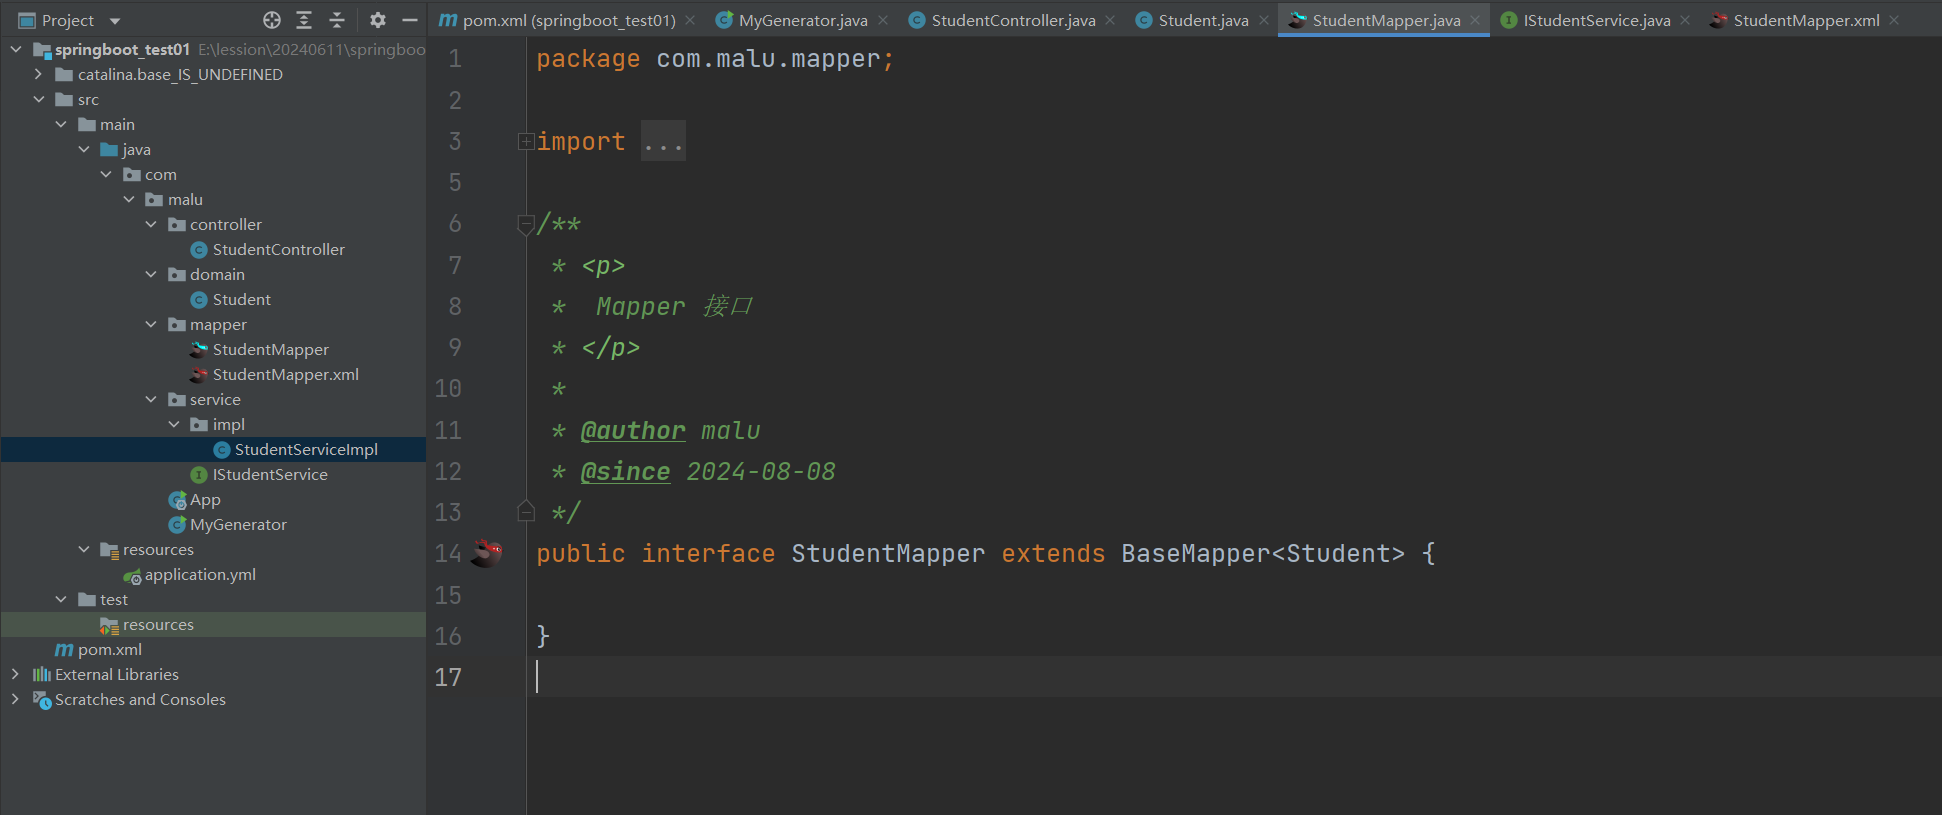 Project
pom.xml (springboot_test01)
MyGenerator.java
StudentController.java
Student.java
StudentMapper.java
IStudentService.java
StudentMapper.xml
springboot_test01 E:\lession\20240611\springboo
catalina.base_IS_UNDEFINED
src
main
java
com
malu
controller
StudentController
domain
Student
mapper
StudentMapper
StudentMapper.xml
service
impl
StudentServiceImpl
IStudentService
App
MyGenerator
resources
application.yml
test
resources
pom.xml
External Libraries
Scratches and Consoles
1 package com.malu.mapper;
2
3 import ...
5
6 /**
7 * <p>
8 *  Mapper 接口
9 * </p>
10 *
11 * @author malu
12 * @since 2024-08-08
13 */
14 public interface StudentMapper extends BaseMapper<Student> {
15
16 }
17